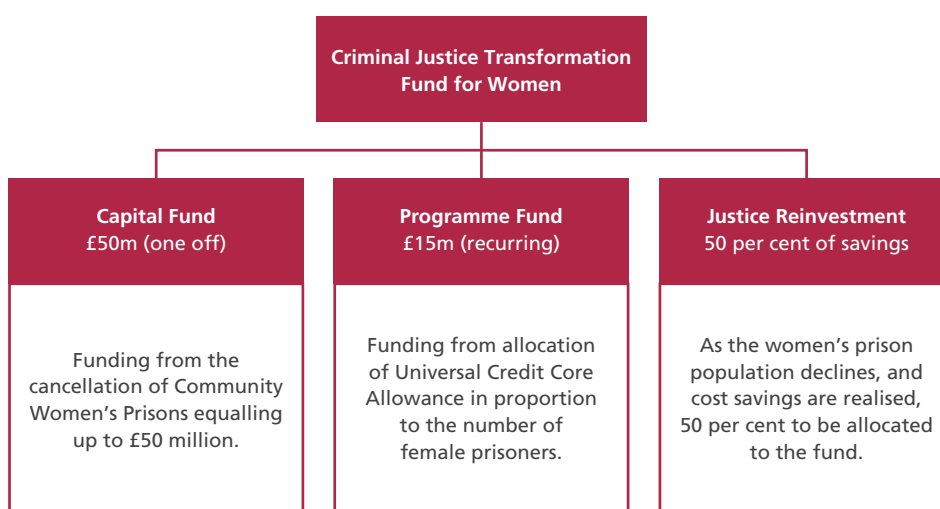 Criminal Justice Transformation
Fund for Women
Capital Fund
£50m (one off)
Funding from the
cancellation of Community
Women’s Prisons equalling
up to £50 million.
Programme Fund
£15m (recurring)
Funding from allocation
of Universal Credit Core
Allowance in proportion
to the number of
female prisoners.
Justice Reinvestment
50 per cent of savings
As the women’s prison
population declines, and
cost savings are realised,
50 per cent to be allocated
to the fund.